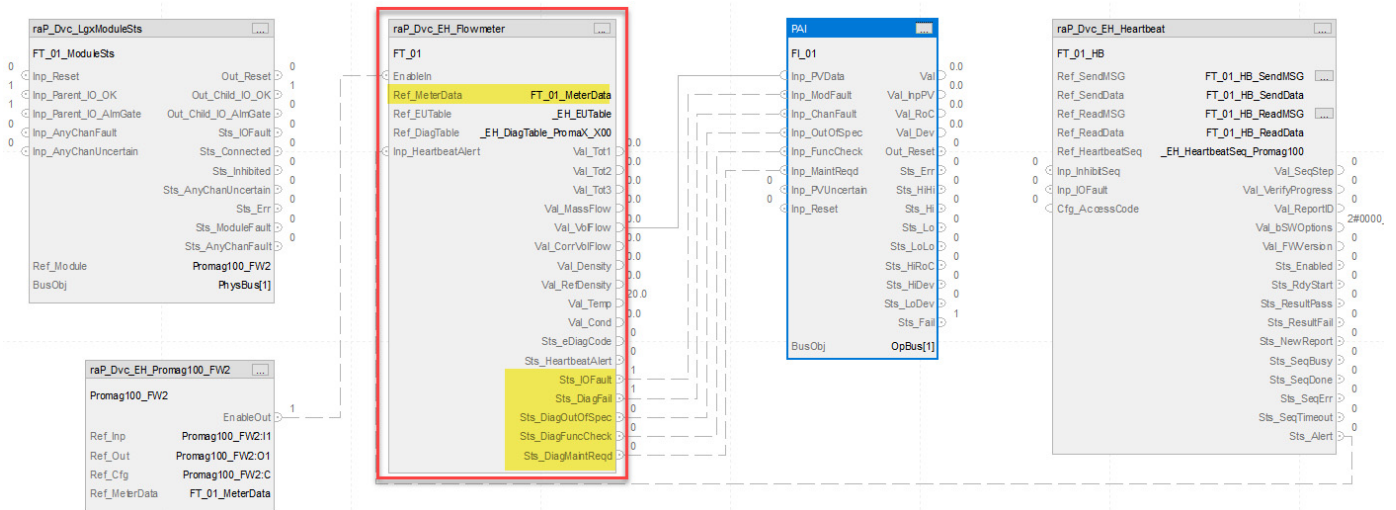 raP_Dvc_LgxModuleSts ...
FT_01_ModuleSts
0 Inp_Reset Out_Reset 0
1 Inp_Parent_IO_OK Out_Child_IO_OK 1
1 Inp_Parent_IO_AlmGate Out_Child_IO_AlmGate 0
0 Inp_AnyChanFault Sts_IOFault 0
0 Inp_AnyChanUncertain Sts_Connected 0
Sts_Inhibited 0
Sts_AnyChanUncertain 0
Sts_Err 0
Sts_ModuleFault 0
Sts_AnyChanFault 0
Ref_Module Promag100_FW2
BusObj PhysBus[1]
raP_Dvc_EH_Promag100_FW2 ...
Promag100_FW2
EnableOut 1
Ref_Inp Promag100_FW2:I1
Ref_Out Promag100_FW2:O1
Ref_Cfg Promag100_FW2:C
Ref_MeterData FT_01_MeterData
raP_Dvc_EH_Flowmeter ...
FT_01
EnableIn
Ref_MeterData FT_01_MeterData
Ref_EUTable _EH_EUTable
Ref_DiagTable _EH_DiagTable_PromaX_X00
Inp_HeartbeatAlert Val_Tot1 0.0
Val_Tot2 0.0
Val_Tot3 0.0
Val_MassFlow
Val_VolFlow
Val_CorrVolFlow 0.0
Val_Density 0.0
Val_RefDensity 0.0
Val_Temp 20.0
Val_Cond 0.0
Sts_eDiagCode 0
Sts_HeartbeatAlert 0
Sts_IOFault 1
Sts_DiagFail 1
Sts_DiagOutOfSpec 0
Sts_DiagFuncCheck 0
Sts_DiagMaintReqd 0
PAI ...
FI_01
Inp_PVData Val 0.0
Inp_ModFault Val_InpPV 0.0
Inp_ChanFault Val_RoC 0.0
Inp_OutOfSpec Val_Dev 0.0
Inp_FuncCheck Out_Reset 0
Inp_MaintReqd Sts_Err 0
0 Inp_PVUncertain Sts_HiHi 0
0 Inp_Reset Sts_Hi 0
Sts_Lo 0
Sts_LoLo 0
Sts_HiRoC 0
Sts_HiDev 0
Sts_LoDev 0
Sts_Fail 1
BusObj OpBus[1]
raP_Dvc_EH_Heartbeat ...
FT_01_HB
Ref_SendMSG FT_01_HB_SendMSG ...
Ref_SendData FT_01_HB_SendData
Ref_ReadMSG FT_01_HB_ReadMSG ...
Ref_ReadData FT_01_HB_ReadData
Ref_HeartbeatSeq _EH_HeartbeatSeq_Promag100
0 Inp_InhibitSeq Val_SeqStep 0
0 Inp_IOFault Val_VerifyProgress 0
0 Cfg_AccessCode Val_ReportID 0
Val_bSWOptions 2#0000_
Val_FWVersion 0
Sts_Enabled 0
Sts_RdyStart 0
Sts_ResultPass 0
Sts_ResultFail 0
Sts_NewReport 0
Sts_SeqBusy 0
Sts_SeqDone 0
Sts_SeqErr 0
Sts_SeqTimeout 0
Sts_Alert 0